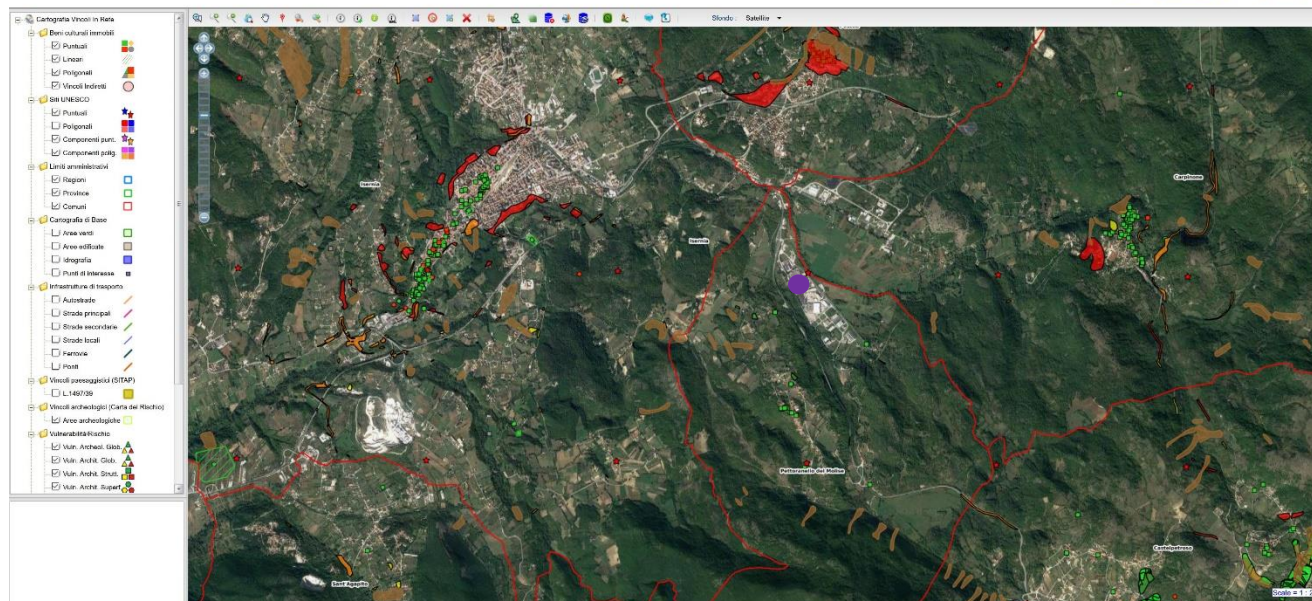 Cartografia Vincoli In Rete
Beni culturali immobili
Puntuali
Lineari
Poligonali
Vincoli Indiretti
Siti UNESCO
Puntuali
Poligonali
Componenti punt.
Componenti polig.
Limiti amministrativi
Regioni
Province
Comuni
Cartografia di Base
Aree verdi
Aree edificate
Idrografia
Punti di interesse
Infrastrutture di trasporto
Autostrade
Strade principali
Strade secondarie
Strade locali
Ferrovie
Ponti
Vincoli paesaggistici (SITAP)
L.1497/39
Vincoli archeologici (Carta del Rischio)
Aree archeologiche
Vulnerabilità/Rischio
Vuln. Archeol. Glob.
Vuln. Archit. Glob.
Vuln. Archit. Strutt.
Vuln. Archit. Superf.
Sfondo: Satellite
Isernia
Carpinone
Isernia
Pettoranello del Molise
Castelpetroso
Sant'Agapito
Scale = 1 :